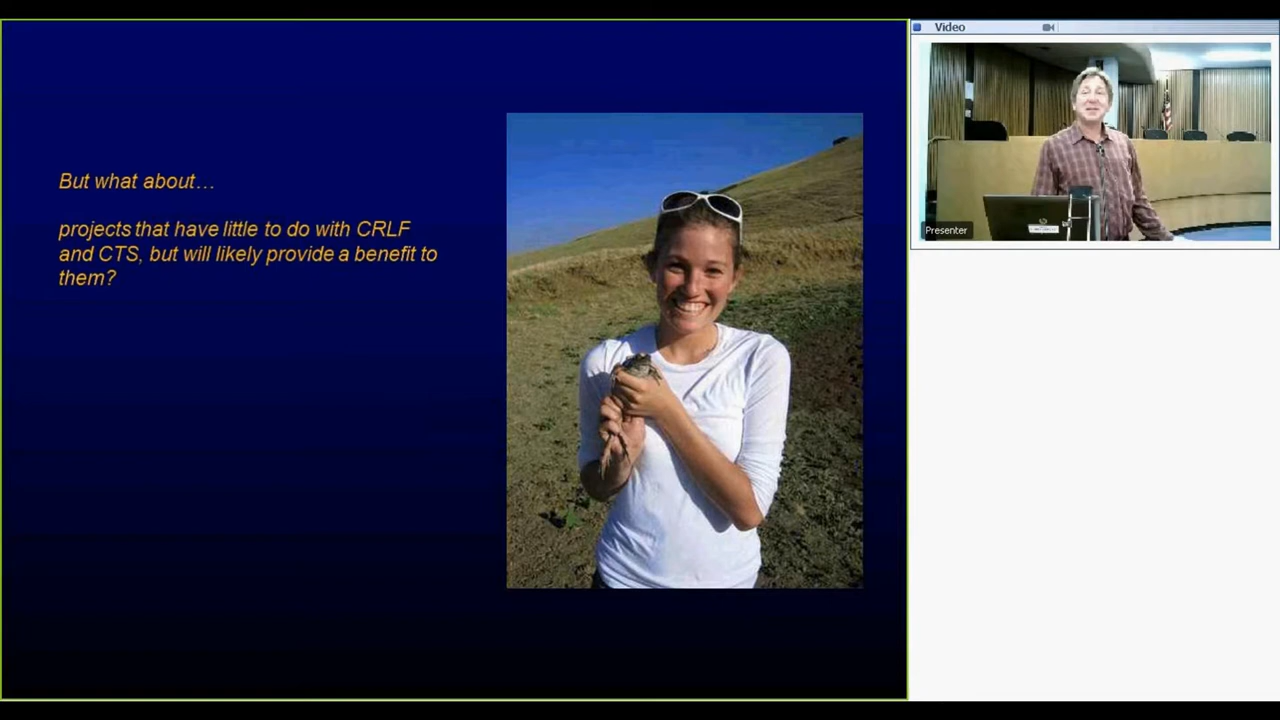 But what about…
projects that have little to do with CRLF
and CTS, but will likely provide a benefit to
them?
Video
Presenter